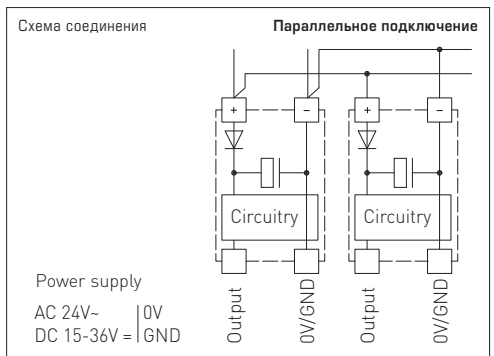 Схема соединения
Параллельное подключение
+ − + −
Circuitry Circuitry
Output 0V/GND Output 0V/GND
Power supply
AC 24V~ | 0V
DC 15-36V = | GND